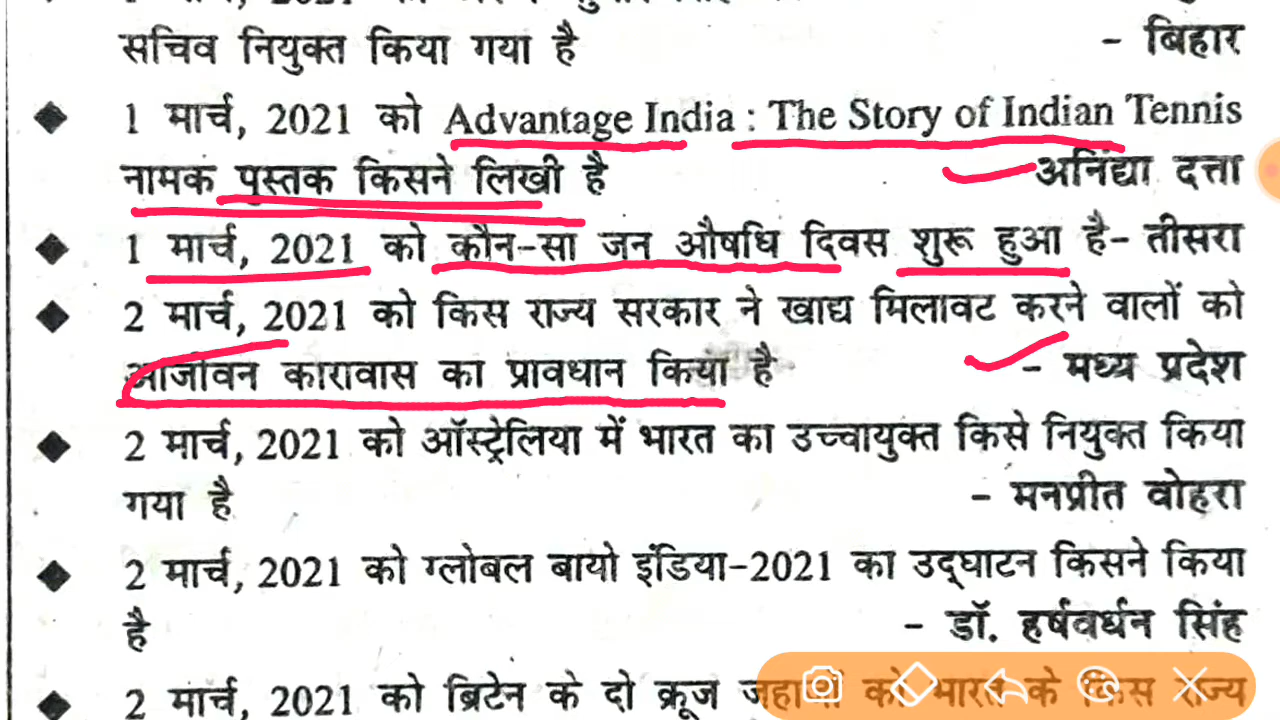 सचिव नियुक्त किया गया है - बिहार
◆ 1 मार्च, 2021 को Advantage India : The Story of Indian Tennis
नामक पुस्तक किसने लिखी है अनिंद्या दत्ता
◆ 1 मार्च, 2021 को कौन-सा जन औषधि दिवस शुरू हुआ है- तीसरा
◆ 2 मार्च, 2021 को किस राज्य सरकार ने खाद्य मिलावट करने वालों को
आजीवन कारावास का प्रावधान किया है - मध्य प्रदेश
◆ 2 मार्च, 2021 को ऑस्ट्रेलिया में भारत का उच्चायुक्त किसे नियुक्त किया
गया है - मनप्रीत वोहरा
◆ 2 मार्च, 2021 को ग्लोबल बायो इंडिया-2021 का उद्घाटन किसने किया
है - डॉ. हर्षवर्धन सिंह
◆ 2 मार्च, 2021 को ब्रिटेन के दो क्रूज जहाजों को भारत के किस राज्य